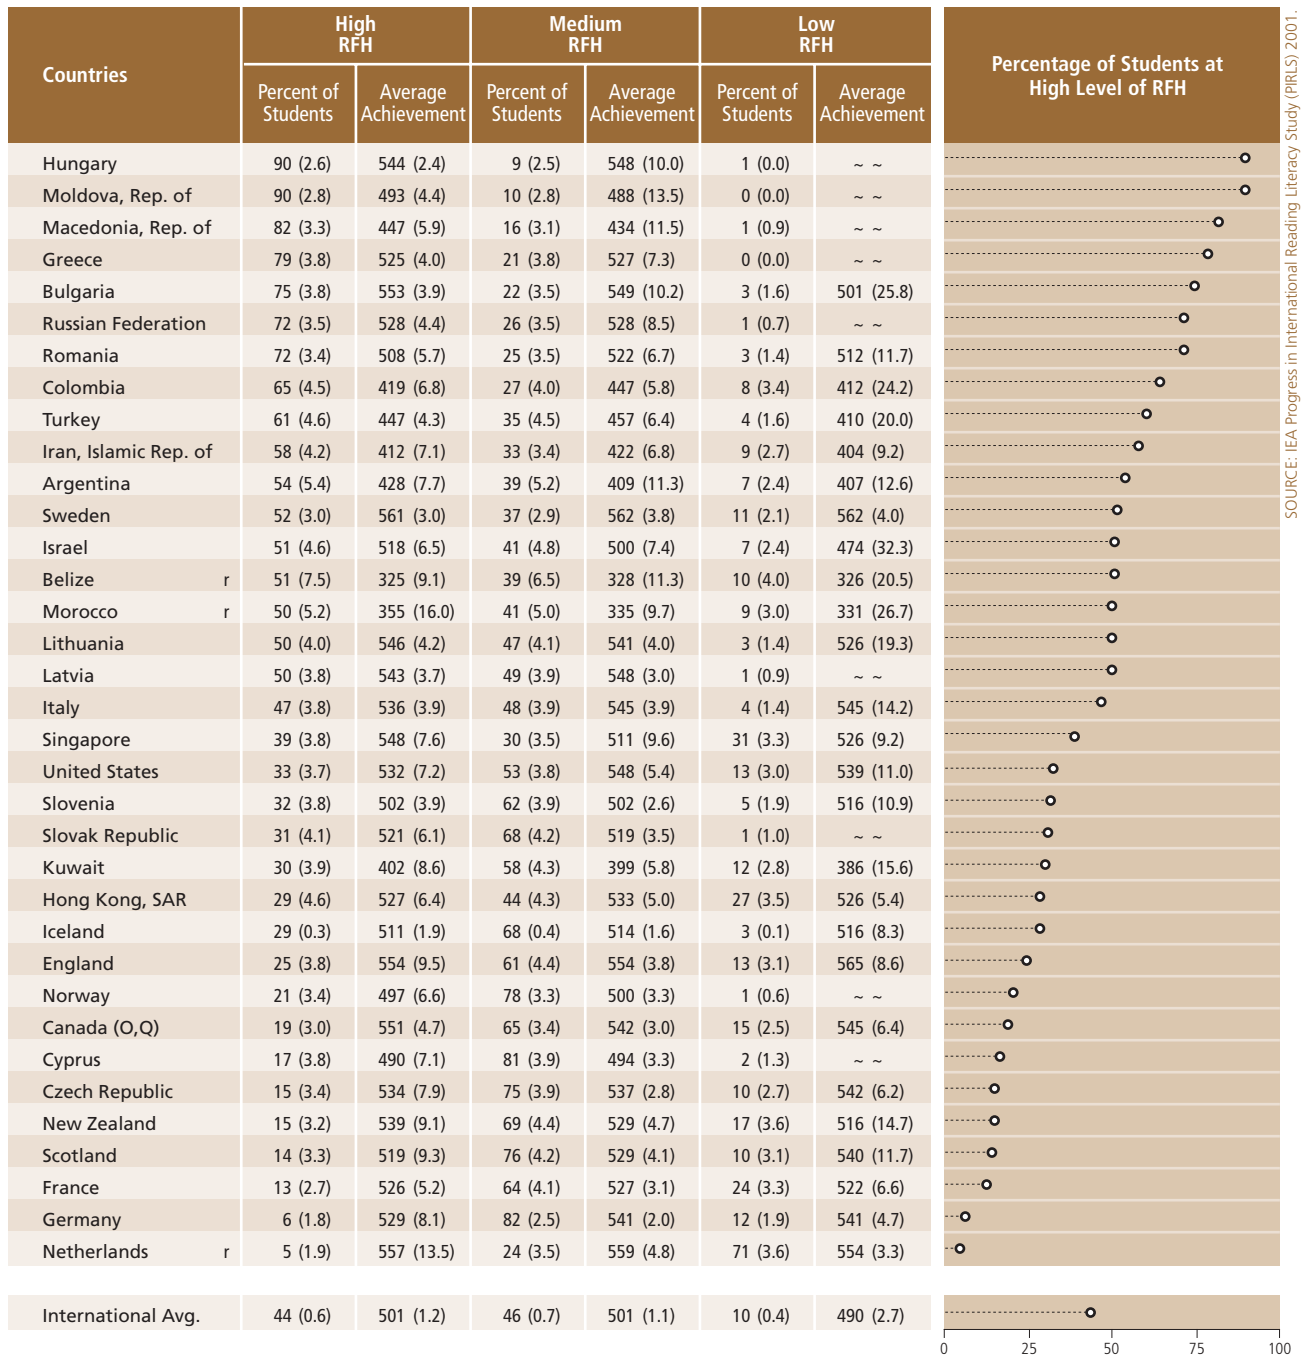 High RFH Medium RFH Low RFH
Countries Percent of Students Average Achievement Percent of Students Average Achievement Percent of Students Average Achievement Percentage of Students at High Level of RFH
Hungary 90 (2.6) 544 (2.4) 9 (2.5) 548 (10.0) 1 (0.0) ~ ~
Moldova, Rep. of 90 (2.8) 493 (4.4) 10 (2.8) 488 (13.5) 0 (0.0) ~ ~
Macedonia, Rep. of 82 (3.3) 447 (5.9) 16 (3.1) 434 (11.5) 1 (0.9) ~ ~
Greece 79 (3.8) 525 (4.0) 21 (3.8) 527 (7.3) 0 (0.0) ~ ~
Bulgaria 75 (3.8) 553 (3.9) 22 (3.5) 549 (10.2) 3 (1.6) 501 (25.8)
Russian Federation 72 (3.5) 528 (4.4) 26 (3.5) 528 (8.5) 1 (0.7) ~ ~
Romania 72 (3.4) 508 (5.7) 25 (3.5) 522 (6.7) 3 (1.4) 512 (11.7)
Colombia 65 (4.5) 419 (6.8) 27 (4.0) 447 (5.8) 8 (3.4) 412 (24.2)
Turkey 61 (4.6) 447 (4.3) 35 (4.5) 457 (6.4) 4 (1.6) 410 (20.0)
Iran, Islamic Rep. of 58 (4.2) 412 (7.1) 33 (3.4) 422 (6.8) 9 (2.7) 404 (9.2)
Argentina 54 (5.4) 428 (7.7) 39 (5.2) 409 (11.3) 7 (2.4) 407 (12.6)
Sweden 52 (3.0) 561 (3.0) 37 (2.9) 562 (3.8) 11 (2.1) 562 (4.0)
Israel 51 (4.6) 518 (6.5) 41 (4.8) 500 (7.4) 7 (2.4) 474 (32.3)
Belize r 51 (7.5) 325 (9.1) 39 (6.5) 328 (11.3) 10 (4.0) 326 (20.5)
Morocco r 50 (5.2) 355 (16.0) 41 (5.0) 335 (9.7) 9 (3.0) 331 (26.7)
Lithuania 50 (4.0) 546 (4.2) 47 (4.1) 541 (4.0) 3 (1.4) 526 (19.3)
Latvia 50 (3.8) 543 (3.7) 49 (3.9) 548 (3.0) 1 (0.9) ~ ~
Italy 47 (3.8) 536 (3.9) 48 (3.9) 545 (3.9) 4 (1.4) 545 (14.2)
Singapore 39 (3.8) 548 (7.6) 30 (3.5) 511 (9.6) 31 (3.3) 526 (9.2)
United States 33 (3.7) 532 (7.2) 53 (3.8) 548 (5.4) 13 (3.0) 539 (11.0)
Slovenia 32 (3.8) 502 (3.9) 62 (3.9) 502 (2.6) 5 (1.9) 516 (10.9)
Slovak Republic 31 (4.1) 521 (6.1) 68 (4.2) 519 (3.5) 1 (1.0) ~ ~
Kuwait 30 (3.9) 402 (8.6) 58 (4.3) 399 (5.8) 12 (2.8) 386 (15.6)
Hong Kong, SAR 29 (4.6) 527 (6.4) 44 (4.3) 533 (5.0) 27 (3.5) 526 (5.4)
Iceland 29 (0.3) 511 (1.9) 68 (0.4) 514 (1.6) 3 (0.1) 516 (8.3)
England 25 (3.8) 554 (9.5) 61 (4.4) 554 (3.8) 13 (3.1) 565 (8.6)
Norway 21 (3.4) 497 (6.6) 78 (3.3) 500 (3.3) 1 (0.6) ~ ~
Canada (O,Q) 19 (3.0) 551 (4.7) 65 (3.4) 542 (3.0) 15 (2.5) 545 (6.4)
Cyprus 17 (3.8) 490 (7.1) 81 (3.9) 494 (3.3) 2 (1.3) ~ ~
Czech Republic 15 (3.4) 534 (7.9) 75 (3.9) 537 (2.8) 10 (2.7) 542 (6.2)
New Zealand 15 (3.2) 539 (9.1) 69 (4.4) 529 (4.7) 17 (3.6) 516 (14.7)
Scotland 14 (3.3) 519 (9.3) 76 (4.2) 529 (4.1) 10 (3.1) 540 (11.7)
France 13 (2.7) 526 (5.2) 64 (4.1) 527 (3.1) 24 (3.3) 522 (6.6)
Germany 6 (1.8) 529 (8.1) 82 (2.5) 541 (2.0) 12 (1.9) 541 (4.7)
Netherlands r 5 (1.9) 557 (13.5) 24 (3.5) 559 (4.8) 71 (3.6) 554 (3.3)
International Avg. 44 (0.6) 501 (1.2) 46 (0.7) 501 (1.1) 10 (0.4) 490 (2.7)
0 25 50 75 100
SOURCE: IEA Progress in International Reading Literacy Study (PIRLS) 2001.